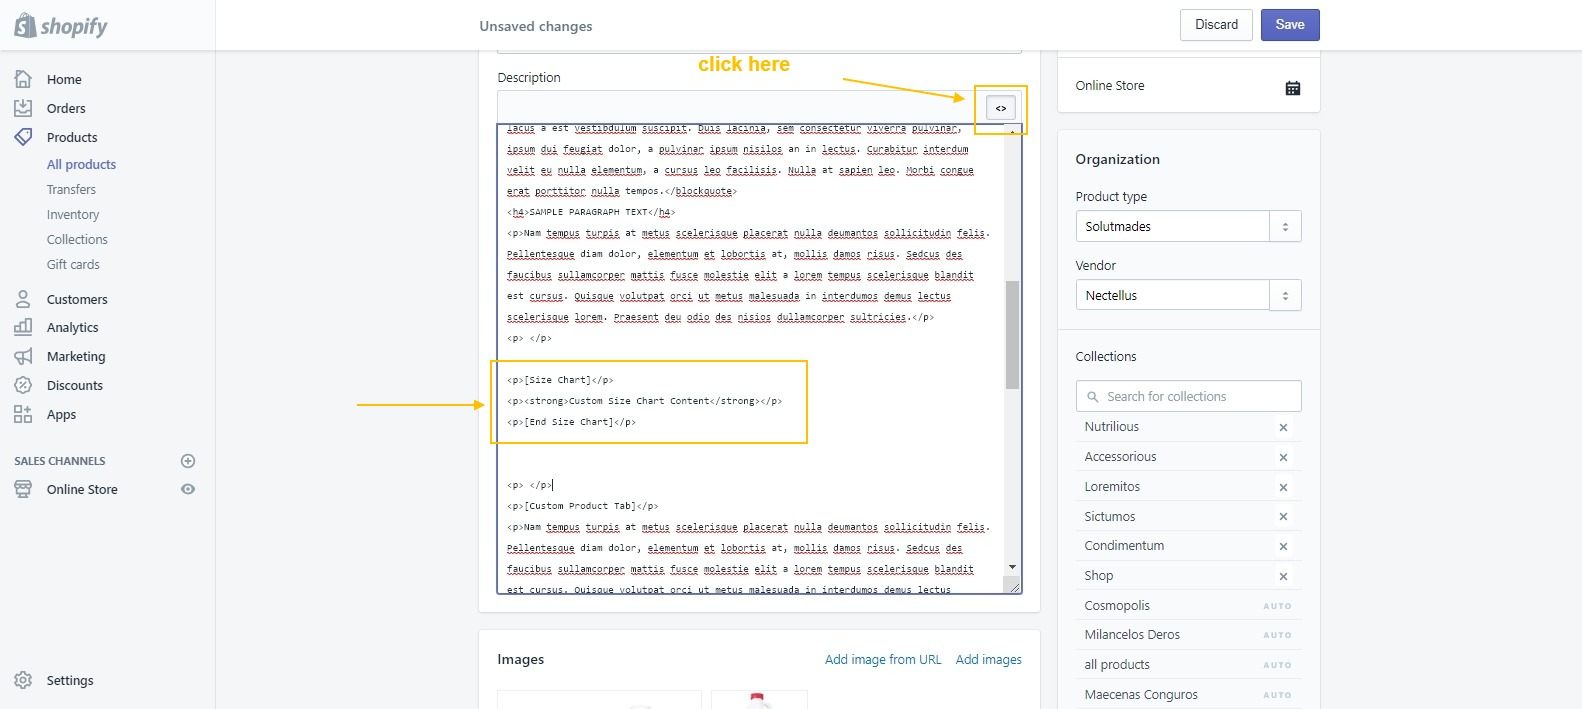 shopify
Unsaved changes
Discard
Save
Home
Orders
Products
All products
Transfers
Inventory
Collections
Gift cards
Customers
Analytics
Marketing
Discounts
Apps
SALES CHANNELS
Online Store
Settings
click here
Description
<>
lacus a est vestibdulum suscipit. Duis lacinia, sem consectetur viverra pulvinar,
ipsum dui feugiat dolor, a pulvinar ipsum nisilos an in lectus. Curabitur interdum
velit eu nulla elementum, a cursus leo facilisis. Nulla at sapien leo. Morbi congue
erat porttitor nulla tempos.</blockquote>
<h4>SAMPLE PARAGRAPH TEXT</h4>
<p>Nam tempus turpis at metus scelerisque placerat nulla deumantos sollicitudin felis.
Pellentesque diam dolor, elementum et lobortis at, mollis damos risus. Sedcus des
faucibus sullamcorper mattis fusce molestie elit a lorem tempus scelerisque blandit
est cursus. Quisque volutpat orci ut metus malesuada in interdumos demus lectus
scelerisque lorem. Praesent deu odio des nisios dullamcorper sultricies.</p>
<p> </p>
<p>[Size Chart]</p>
<p><strong>Custom Size Chart Content</strong></p>
<p>[End Size Chart]</p>
<p> </p>
<p>[Custom Product Tab]</p>
<p>Nam tempus turpis at metus scelerisque placerat nulla deumantos sollicitudin felis.
Pellentesque diam dolor, elementum et lobortis at, mollis damos risus. Sedcus des
faucibus sullamcorper mattis fusce molestie elit a lorem tempus scelerisque blandit
est cursus. Quisque volutpat orci ut metus malesuada in interdumos demus lectus
Images
Add image from URL
Add images
Online Store
Organization
Product type
Solutmades
Vendor
Nectellus
Collections
Search for collections
Nutrilious
Accessorious
Loremitos
Sictumos
Condimentum
Shop
Cosmopolis AUTO
Milancelos Deros AUTO
all products AUTO
Maecenas Conguros AUTO